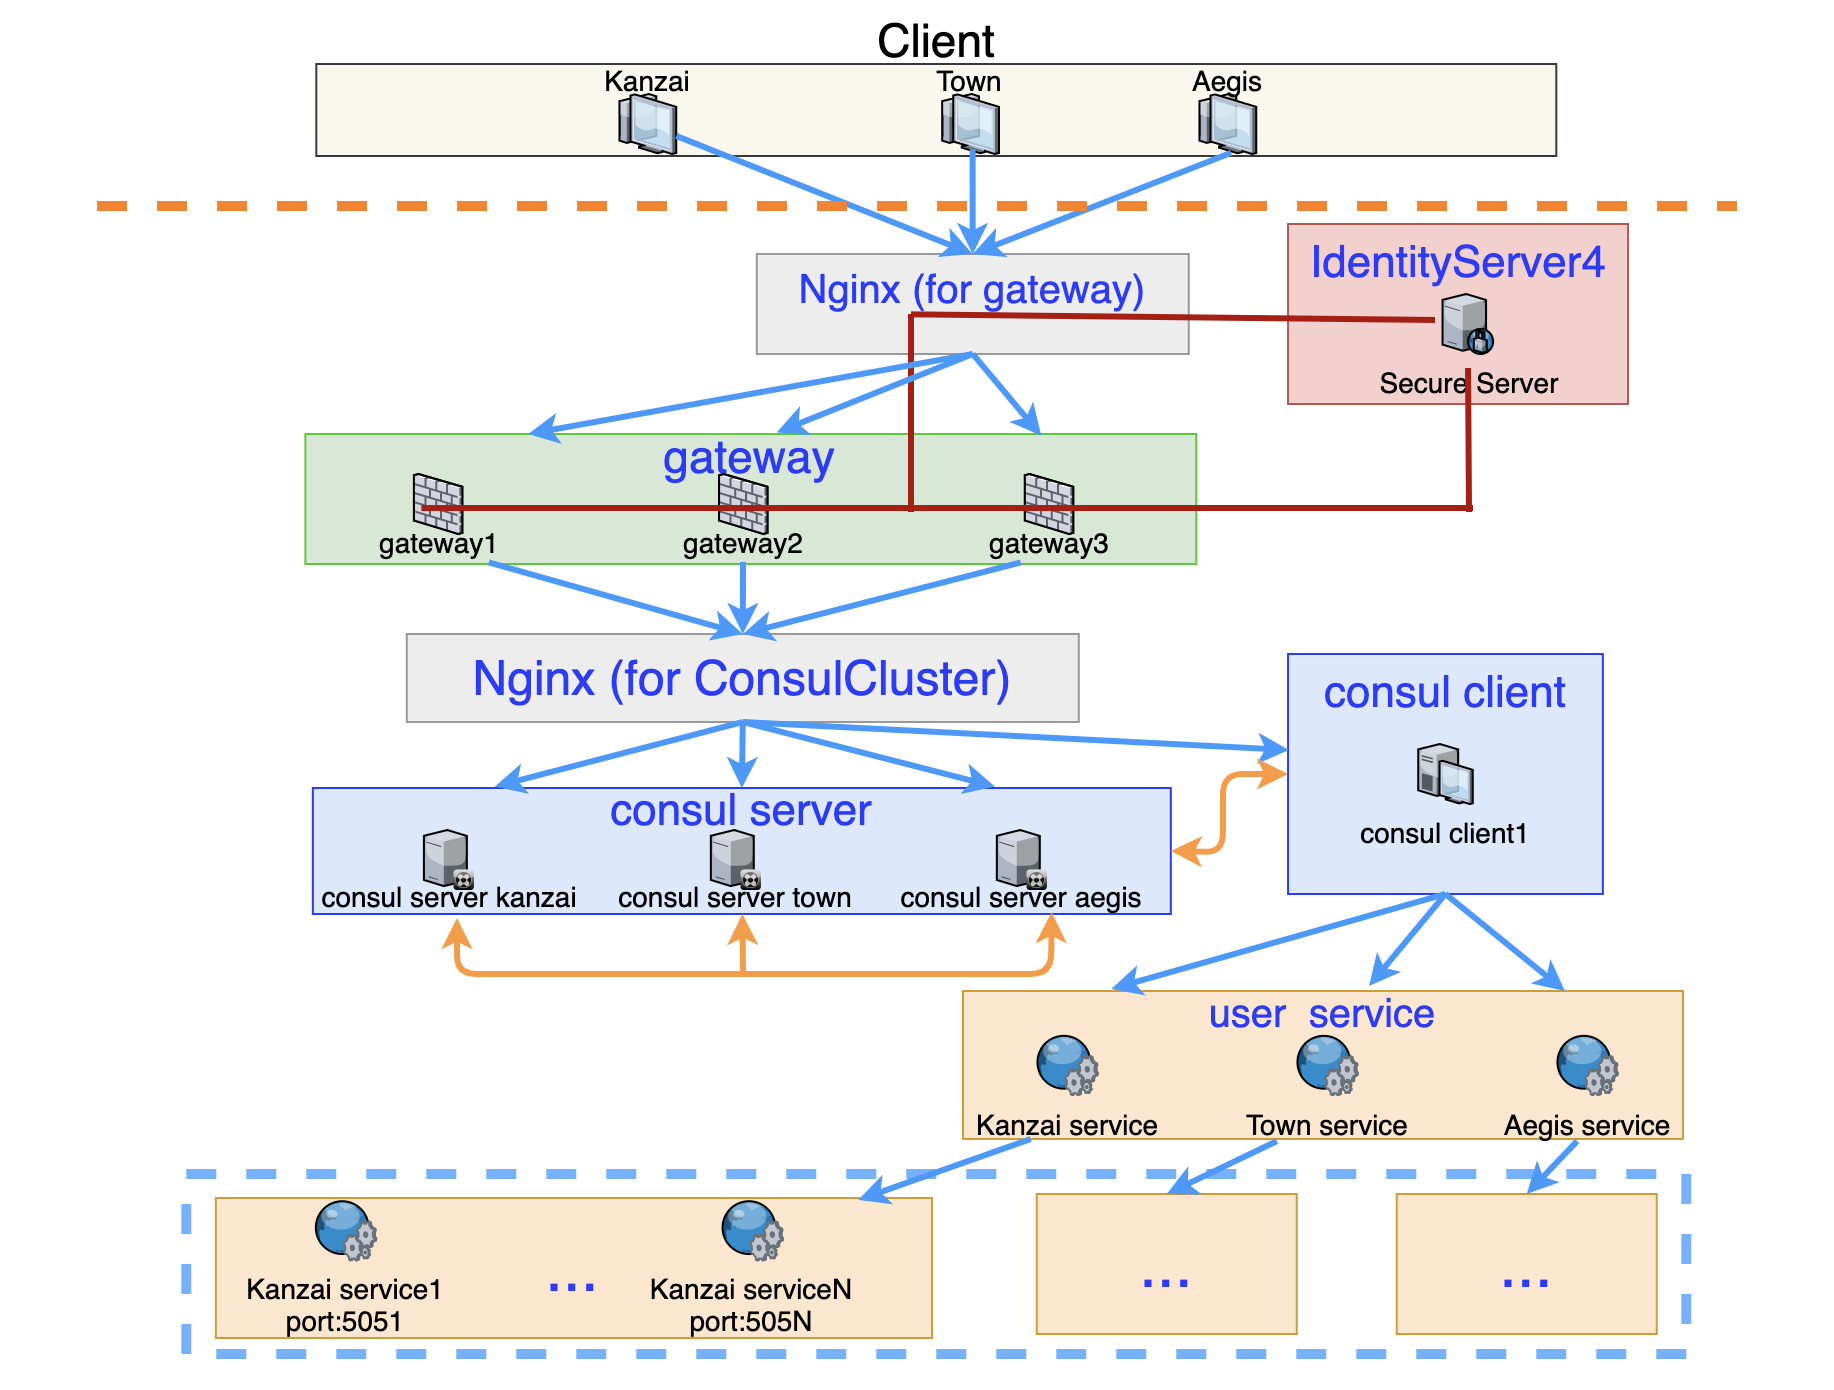 Client
Kanzai
Town
Aegis
Nginx (for gateway)
IdentityServer4
Secure Server
gateway
gateway1
gateway2
gateway3
Nginx (for ConsulCluster)
consul client
consul client1
consul server
consul server kanzai
consul server town
consul server aegis
user service
Kanzai service
Town service
Aegis service
Kanzai service1
port:5051
...
Kanzai serviceN
port:505N
...
...